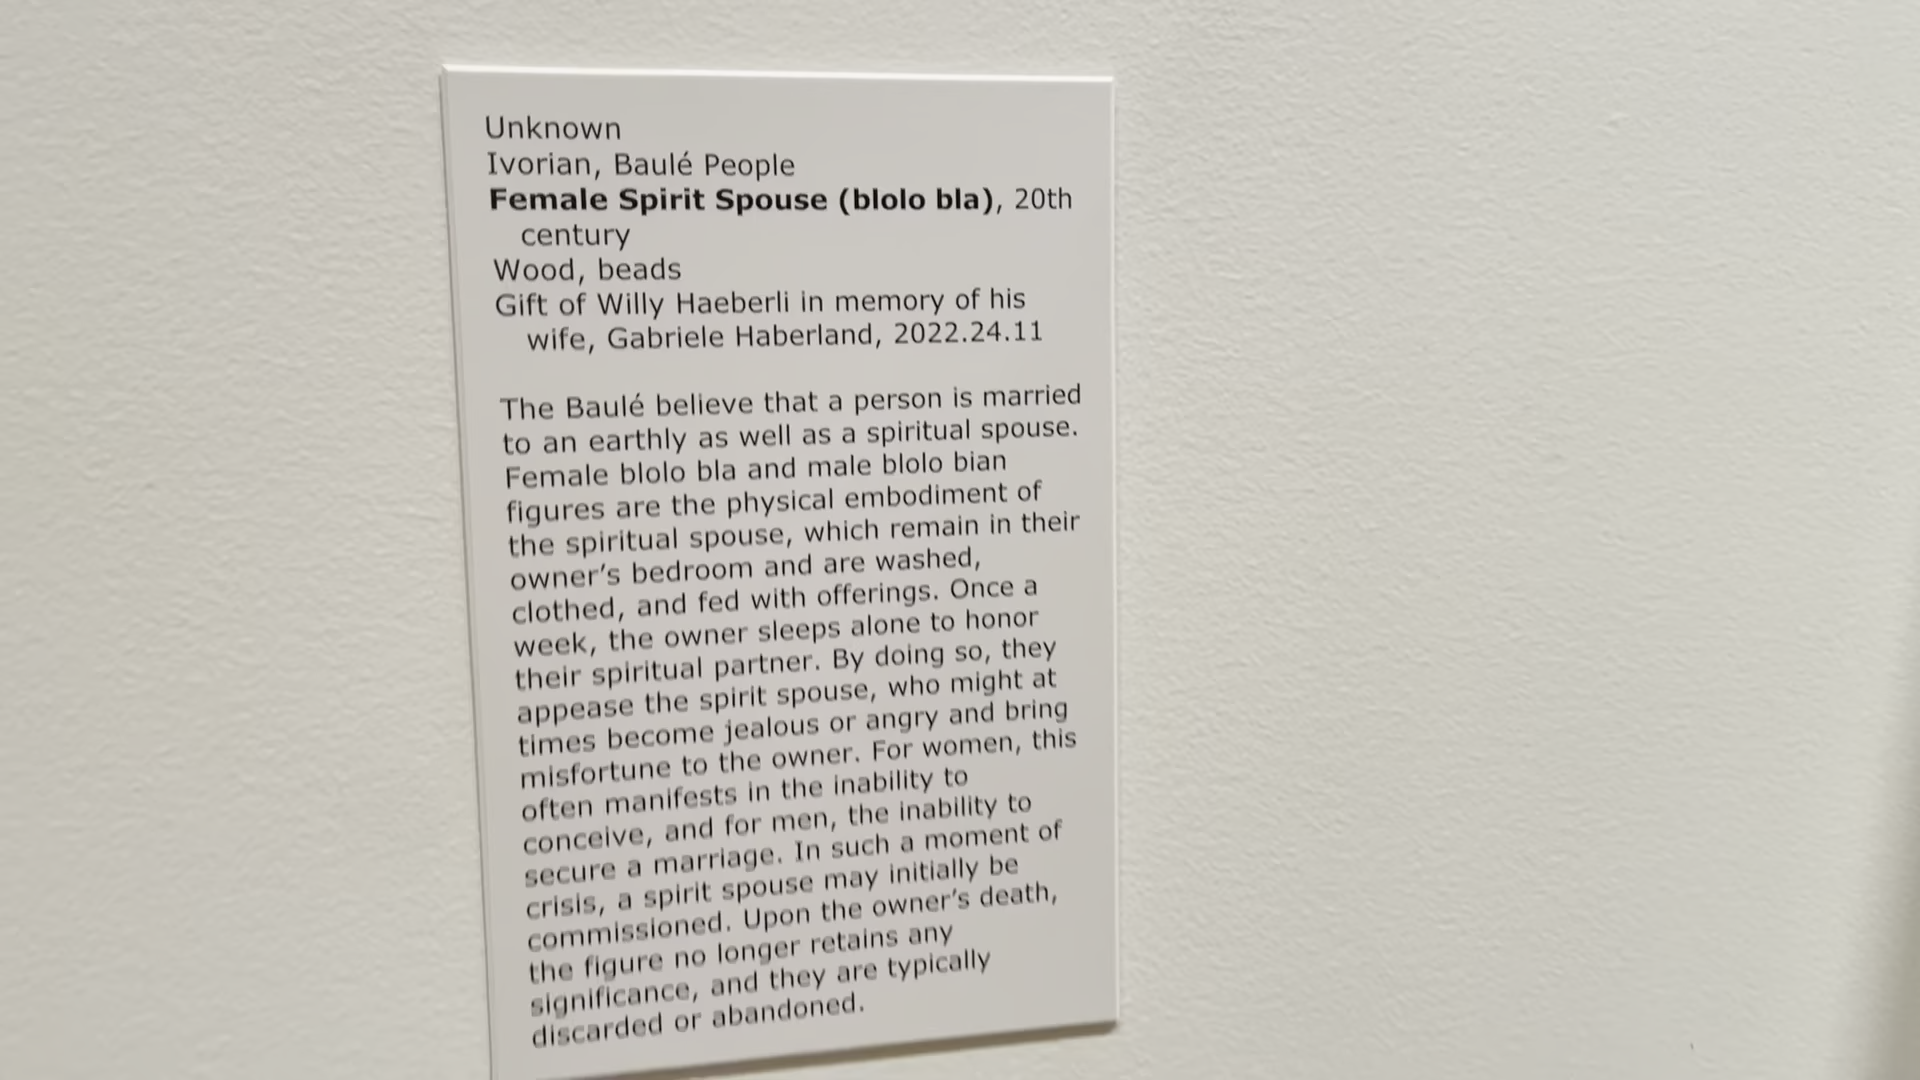 Unknown
Ivorian, Baulé People
Female Spirit Spouse (blolo bla), 20th
century
Wood, beads
Gift of Willy Haeberli in memory of his
wife, Gabriele Haberland, 2022.24.11
The Baulé believe that a person is married
to an earthly as well as a spiritual spouse.
Female blolo bla and male blolo bian
figures are the physical embodiment of
the spiritual spouse, which remain in their
owner’s bedroom and are washed,
clothed, and fed with offerings. Once a
week, the owner sleeps alone to honor
their spiritual partner. By doing so, they
appease the spirit spouse, who might at
times become jealous or angry and bring
misfortune to the owner. For women, this
often manifests in the inability to
conceive, and for men, the inability to
secure a marriage. In such a moment of
crisis, a spirit spouse may initially be
commissioned. Upon the owner’s death,
the figure no longer retains any
significance, and they are typically
discarded or abandoned.